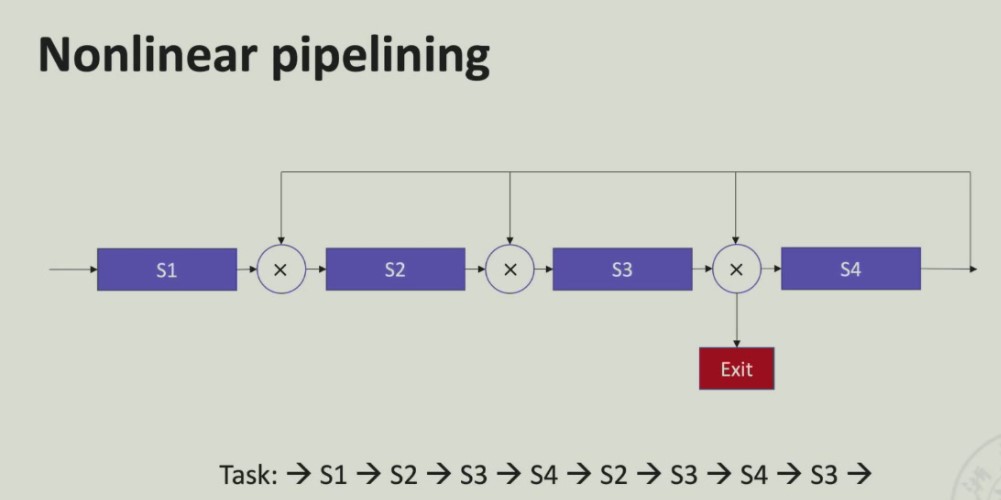 Nonlinear pipelining
S1 × S2 × S3 × S4
Exit
Task: → S1 → S2 → S3 → S4 → S2 → S3 → S4 → S3 →